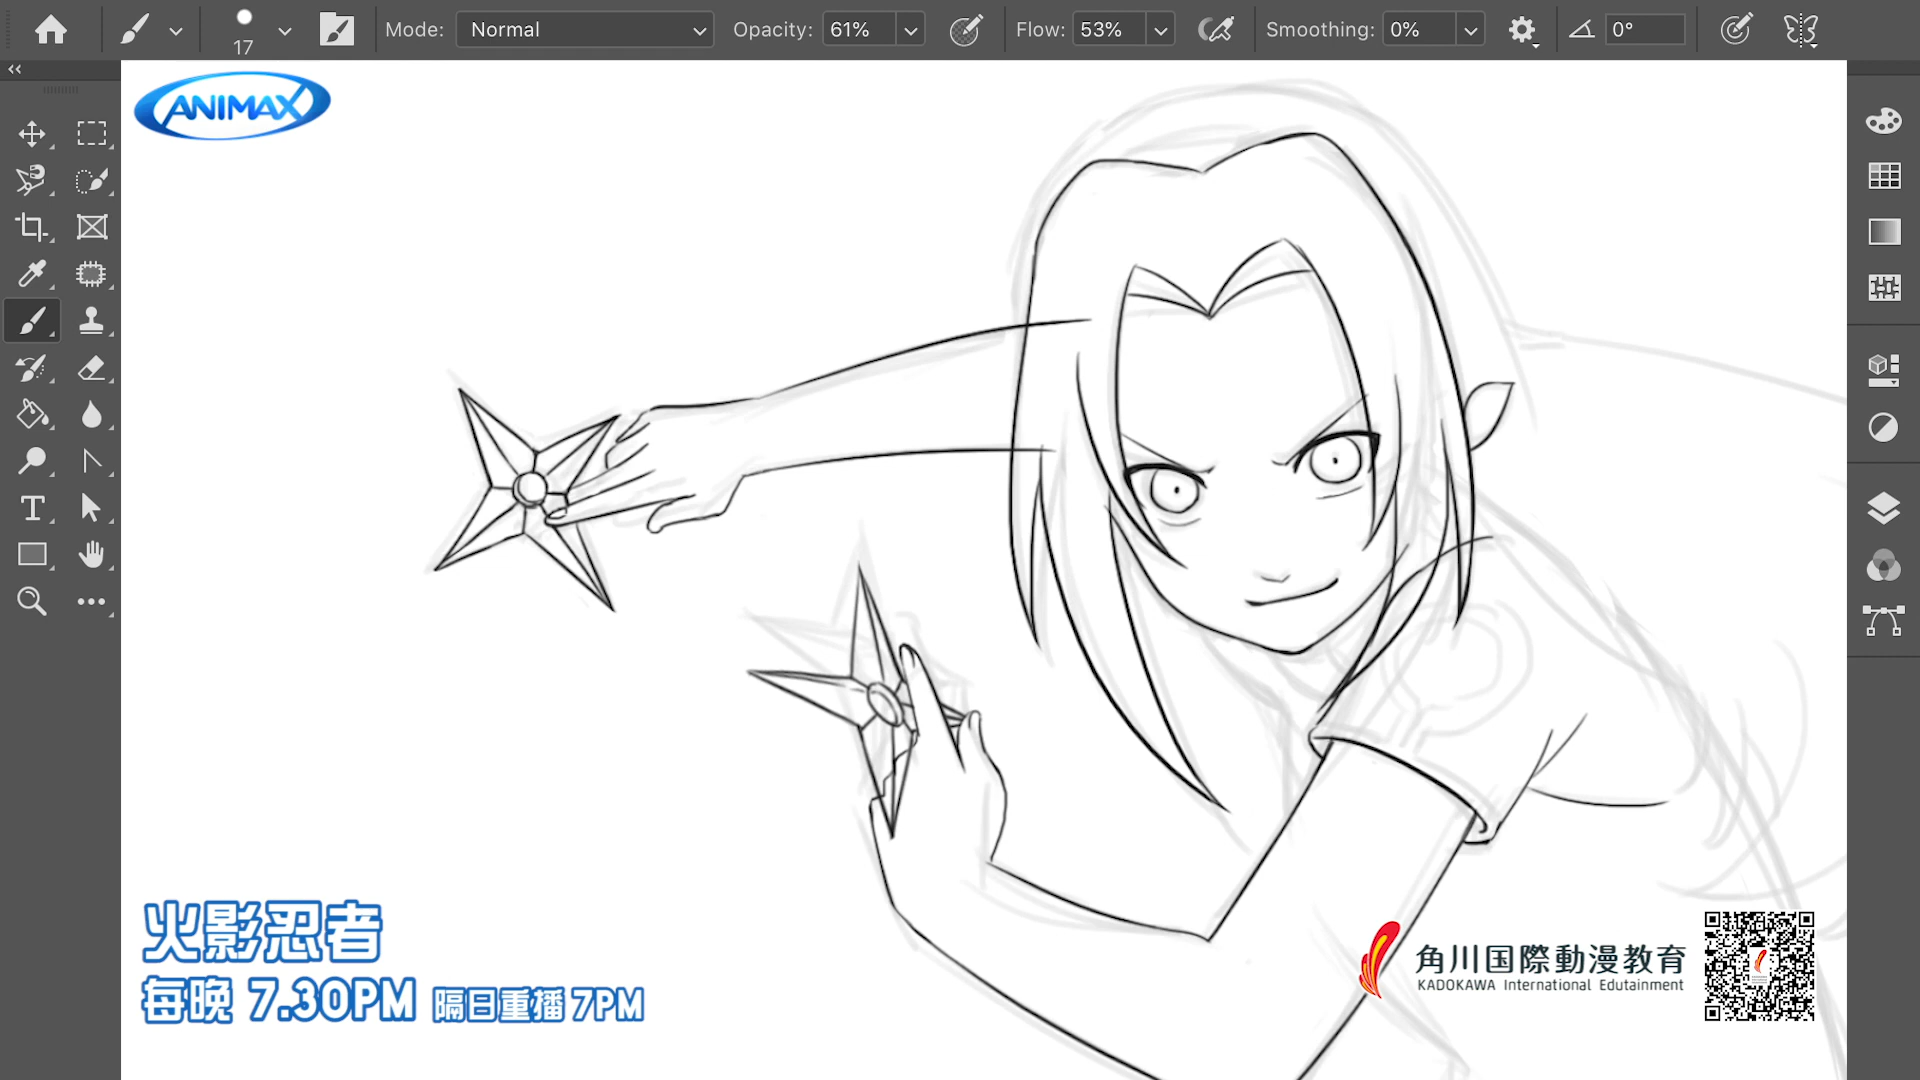 Mode: Normal Opacity: 61% Flow: 53% Smoothing: 0% 0°
17
ANIMAX
T
火影忍者
每晚 7.30PM 隔日重播 7PM
角川国際動漫教育
KADOKAWA International Edutainment